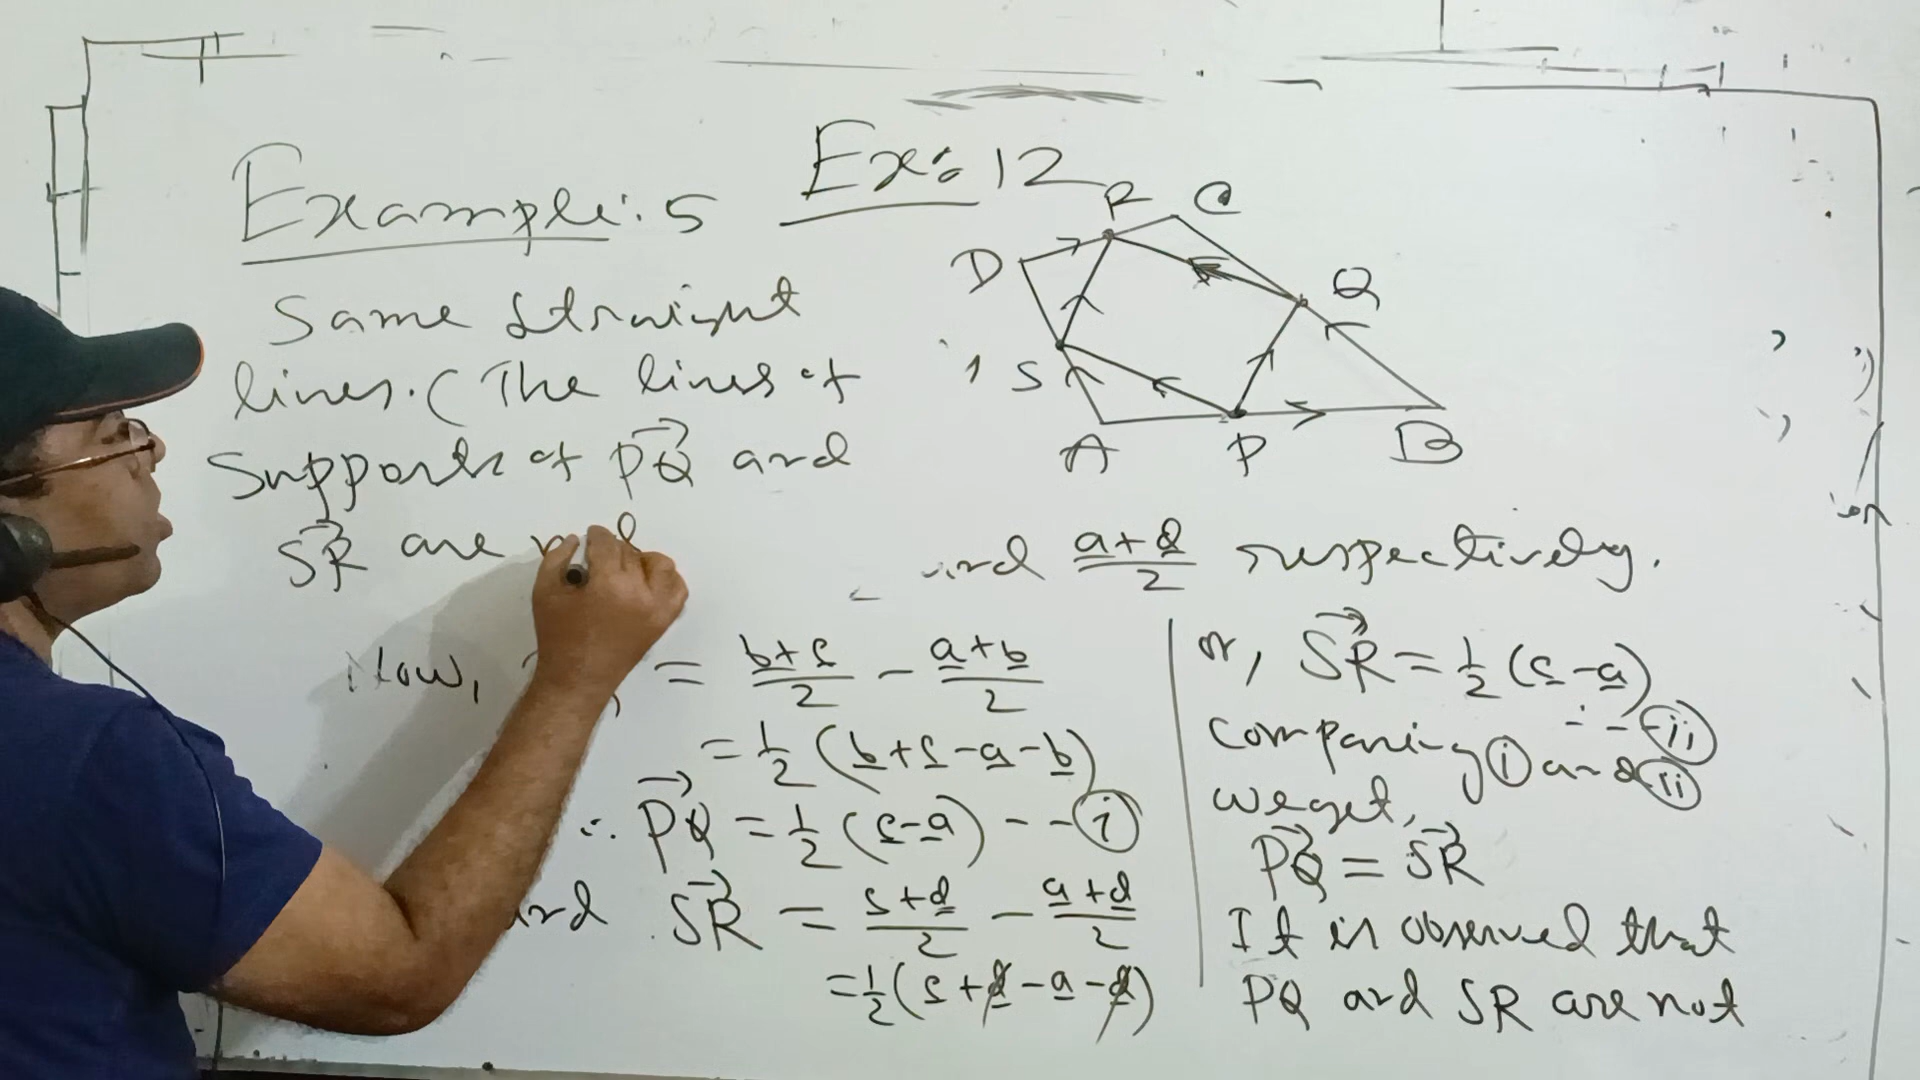 Example: 5
Ex: 12
Same straight
lines. (The lines of
supports of PQ and
SR are
R C
D
Q
S
A P B
and a+d/2 respectively.
Now, = b+c/2 - a+b/2
= 1/2 (b+c-a-b)
∴ PQ = 1/2 (c-a) --- (i)
and SR = c+d/2 - a+d/2
= 1/2 (c+d-a-d)
or, SR = 1/2 (c-a)
--- (ii)
comparing (i) and (ii)
we get,
PQ = SR
It is observed that
PQ and SR are not